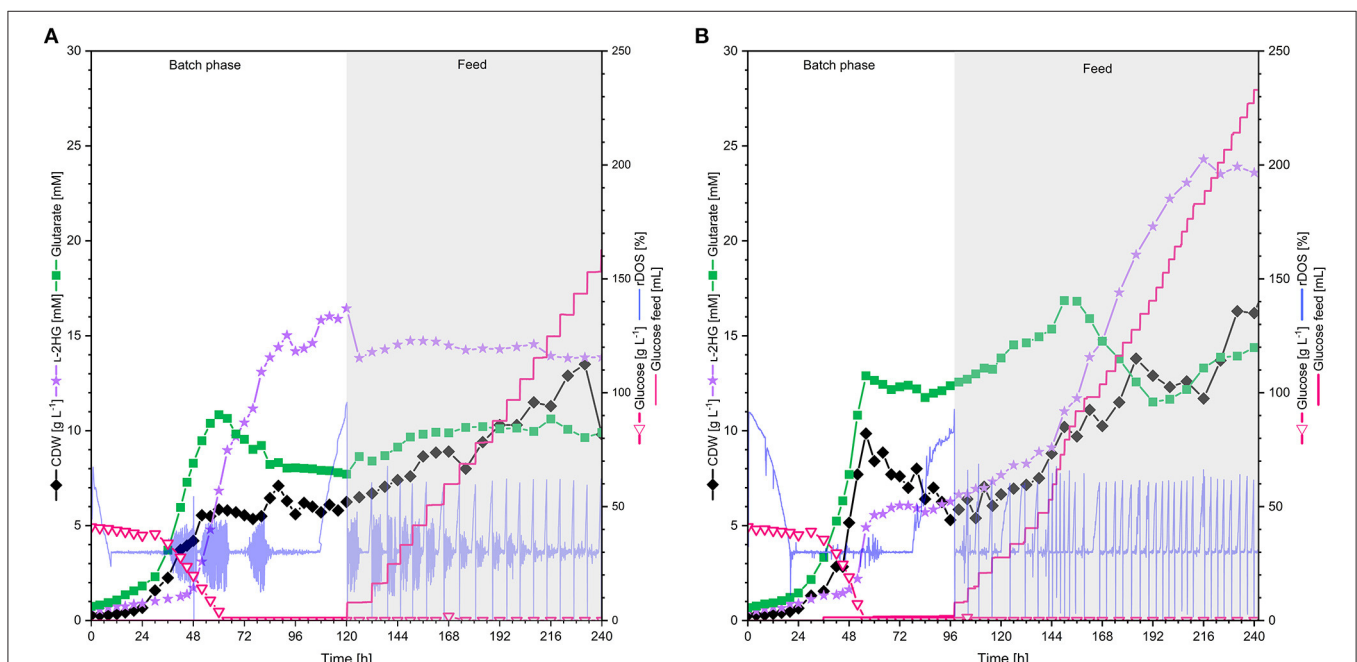 A
Batch phase
Feed
30
25
20
15
10
5
0
250
200
150
100
50
0
0
24
48
72
96
120
144
168
192
216
240
Time [h]
CDW [g L⁻¹]
L-2HG [mM]
Glutarate [mM]
Glucose [g L⁻¹]
rDOS [%]
Glucose feed [mL]
B
Batch phase
Feed
30
25
20
15
10
5
0
250
200
150
100
50
0
0
24
48
72
96
120
144
168
192
216
240
Time [h]
CDW [g L⁻¹]
L-2HG [mM]
Glutarate [mM]
Glucose [g L⁻¹]
rDOS [%]
Glucose feed [mL]